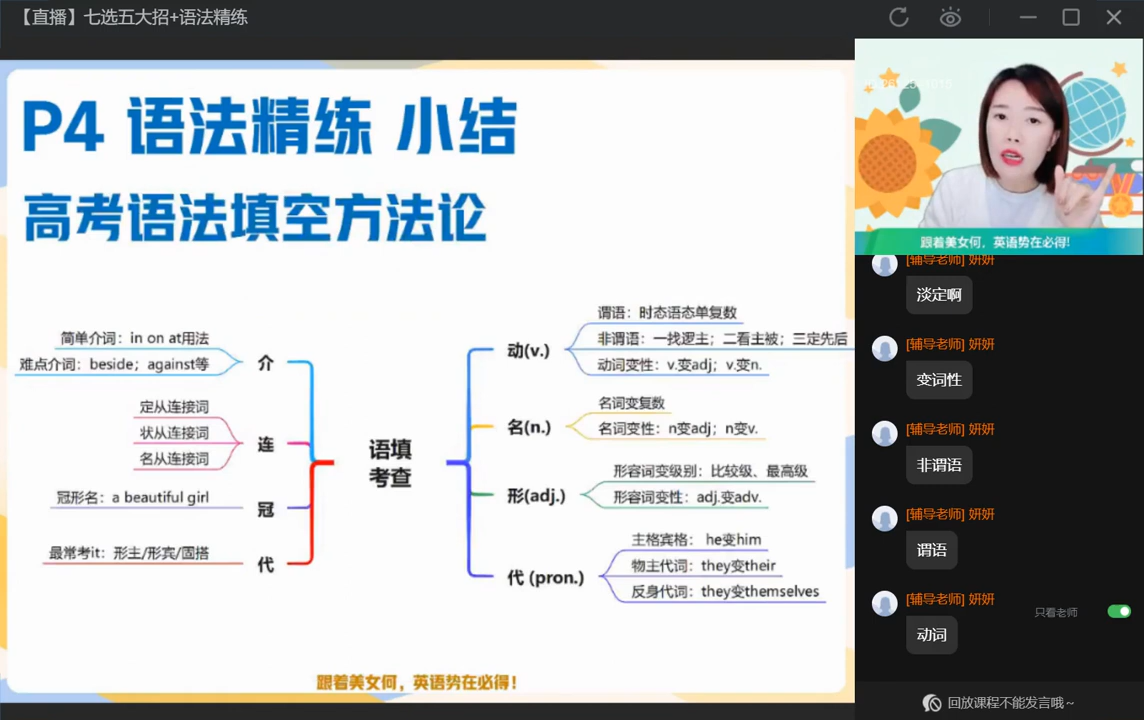 【直播】七选五大招+语法精练
P4 语法精练 小结
高考语法填空方法论
简单介词：in on at用法
难点介词：beside；against等
介
定从连接词
状从连接词
名从连接词
连
冠形名：a beautiful girl
冠
最常考it：形主/形宾/固搭
代
语填
考查
动(v.)
谓语：时态语态单复数
非谓语：一找逻主；二看主被；三定先后
动词变性：v.变adj；v.变n.
名(n.)
名词变复数
名词变性：n变adj；n变v.
形(adj.)
形容词变级别：比较级、最高级
形容词变性：adj.变adv.
代 (pron.)
主格宾格： he变him
物主代词：they变their
反身代词：they变themselves
跟着美女何，英语势在必得！
跟着美女何，英语势在必得!
[辅导老师] 妍妍
淡定啊
[辅导老师] 妍妍
变词性
[辅导老师] 妍妍
非谓语
[辅导老师] 妍妍
谓语
[辅导老师] 妍妍
只看老师
动词
回放课程不能发言哦~